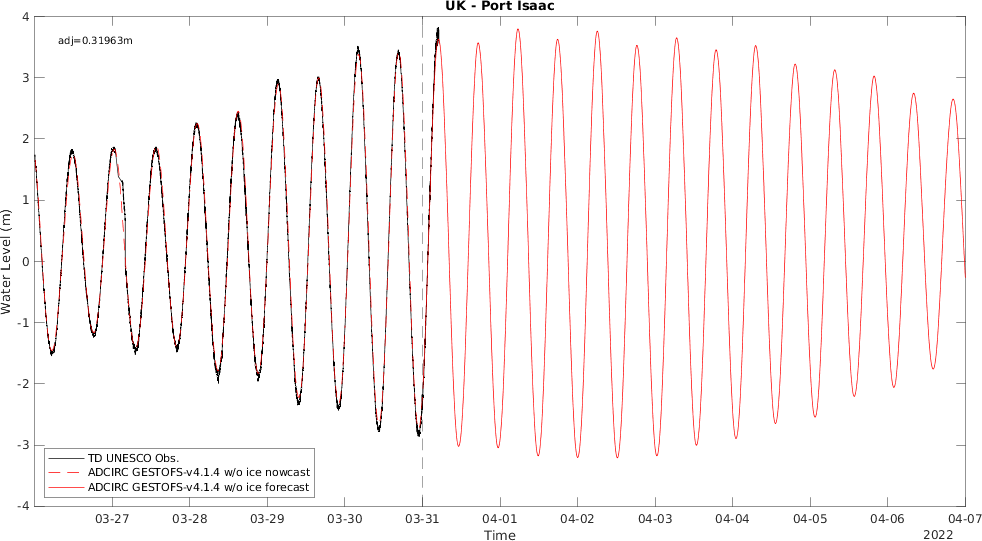 UK - Port Isaac
adj=0.31963m
Water Level (m)
4
3
2
1
0
-1
-2
-3
-4
TD UNESCO Obs.
ADCIRC GESTOFS-v4.1.4 w/o ice nowcast
ADCIRC GESTOFS-v4.1.4 w/o ice forecast
03-27 03-28 03-29 03-30 03-31 04-01 04-02 04-03 04-04 04-05 04-06 04-07
Time
2022